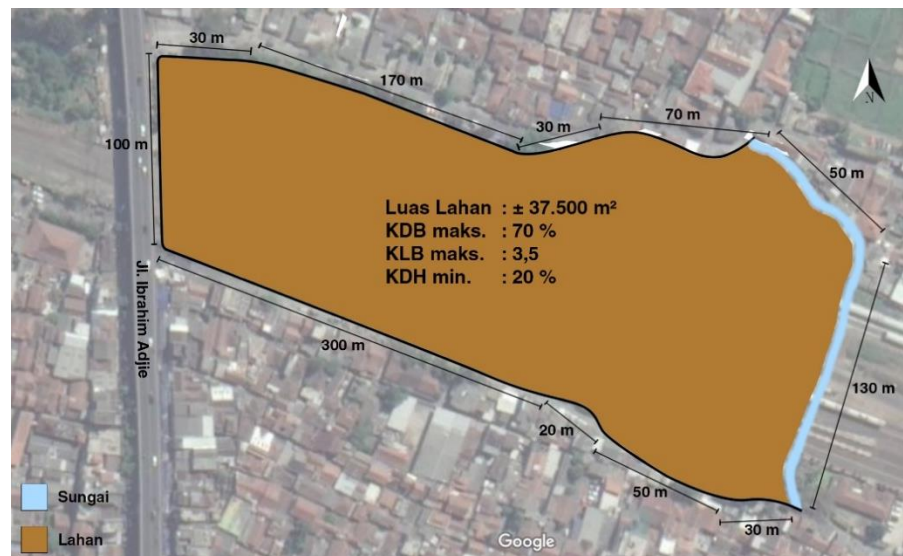 30 m
170 m
30 m
70 m
100 m
50 m
Luas Lahan : ± 37.500 m²
KDB maks. : 70 %
KLB maks. : 3,5
KDH min. : 20 %
N
Jl. Ibrahim Adjie
300 m
130 m
20 m
50 m
30 m
Sungai
Lahan
Google